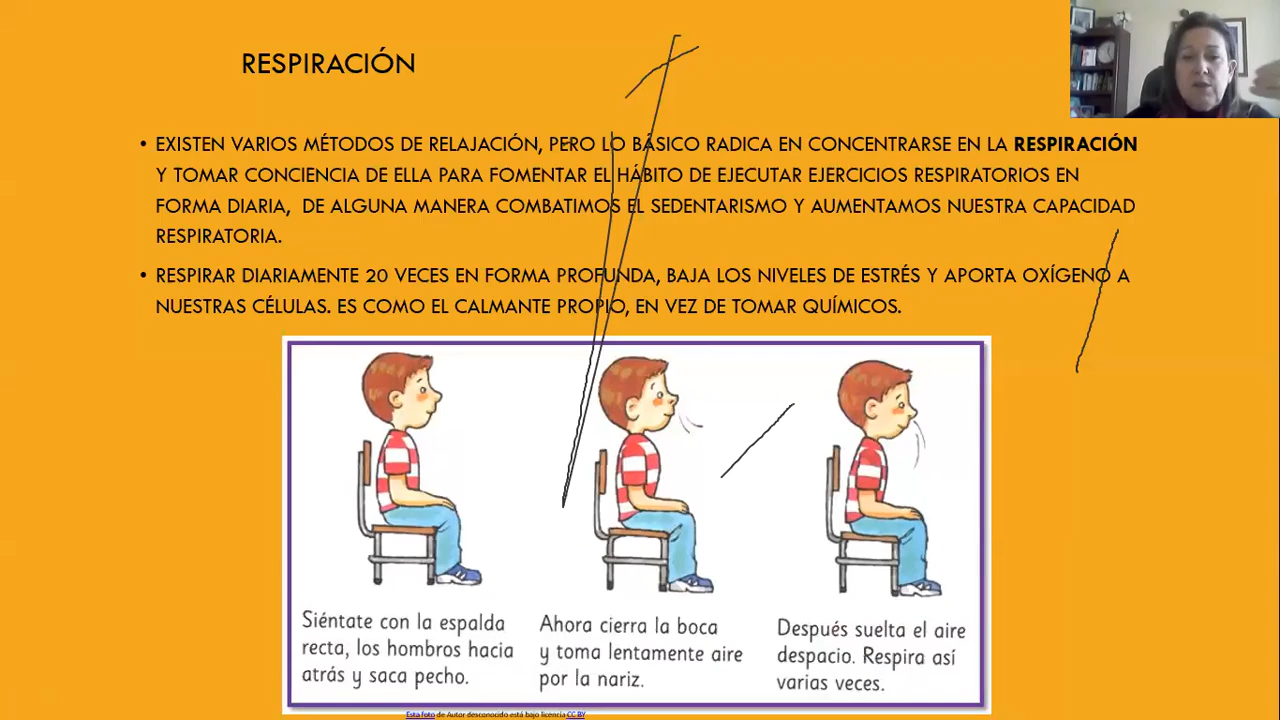 RESPIRACIÓN
• EXISTEN VARIOS MÉTODOS DE RELAJACIÓN, PERO LO BÁSICO RADICA EN CONCENTRARSE EN LA RESPIRACIÓN
Y TOMAR CONCIENCIA DE ELLA PARA FOMENTAR EL HÁBITO DE EJECUTAR EJERCICIOS RESPIRATORIOS EN
FORMA DIARIA, DE ALGUNA MANERA COMBATIMOS EL SEDENTARISMO Y AUMENTAMOS NUESTRA CAPACIDAD
RESPIRATORIA.
• RESPIRAR DIARIAMENTE 20 VECES EN FORMA PROFUNDA, BAJA LOS NIVELES DE ESTRÉS Y APORTA OXÍGENO A
NUESTRAS CÉLULAS. ES COMO EL CALMANTE PROPIO, EN VEZ DE TOMAR QUÍMICOS.
Siéntate con la espalda
recta, los hombros hacia
atrás y saca pecho.
Ahora cierra la boca
y toma lentamente aire
por la nariz.
Después suelta el aire
despacio. Respira así
varias veces.
Esta foto de Autor desconocido está bajo licencia CC BY